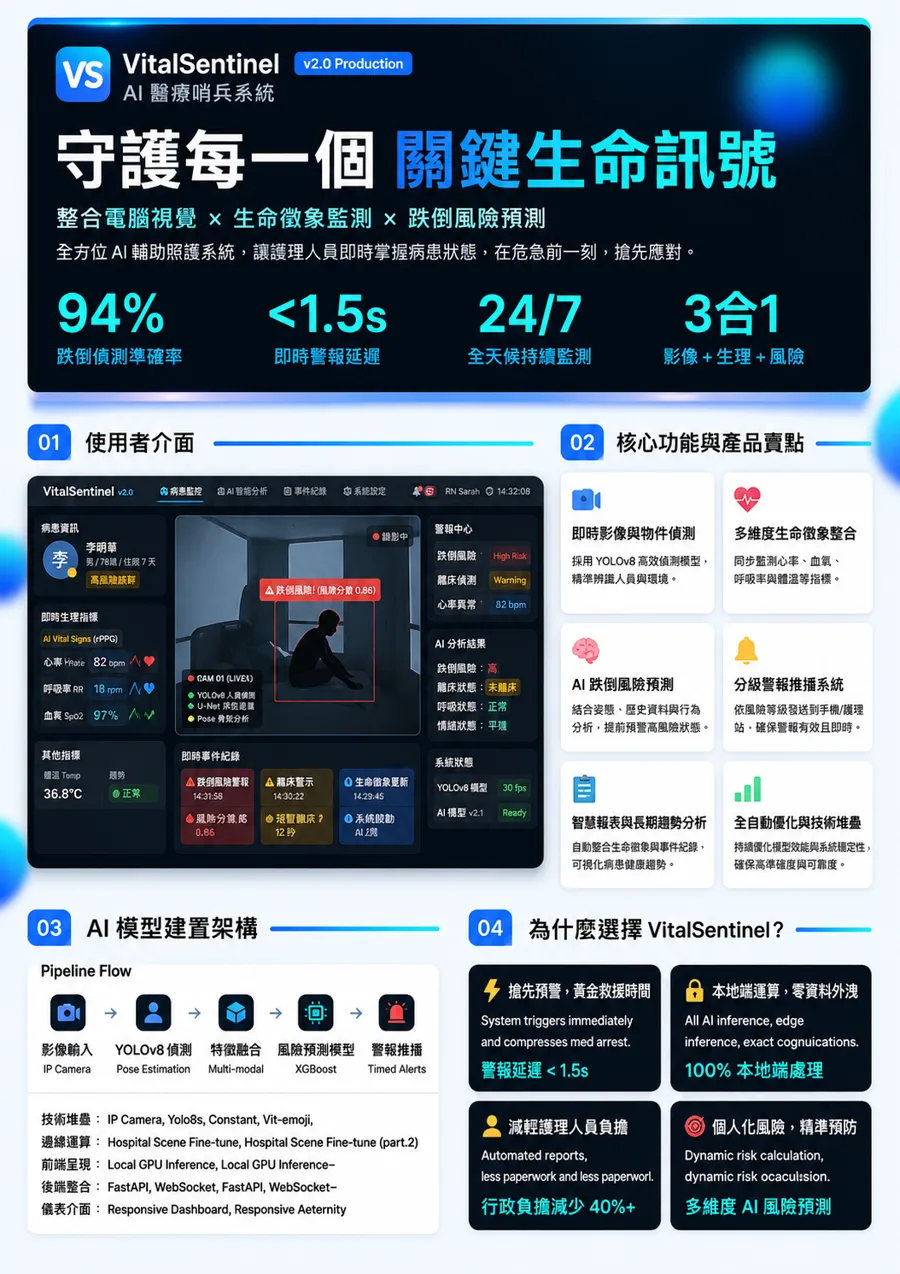 VS
VitalSentinel
v2.0 Production
AI 醫療哨兵系統
守護每一個 關鍵生命訊號
整合電腦視覺 × 生命徵象監測 × 跌倒風險預測
全方位 AI 輔助照護系統，讓護理人員即時掌握病患狀態，在危急前一刻，搶先應對。
94%
跌倒偵測準確率
<1.5s
即時警報延遲
24/7
全天候持續監測
3合1
影像 + 生理 + 風險
01 使用者介面
VitalSentinel v2.0
病患監控
AI 智能分析
事件紀錄
系統設定
RN Sarah
14:32:08
病患資訊
李
李明華
男 / 78歲 / 住院 7 天
即時生理指標
AI Vital Signs (rPPG)
心率
82 bpm
呼吸率 RR
18 rpm
血氧 SpO2
97%
其他指標
體溫 Temp
趨勢
36.8°C
正常
錄影中
跌倒風險! (風險分數 0.86)
CAM 01 (LIVE)
YOLOv8 人員偵測
U-Net 床位追蹤
Pose 骨架分析
即時事件紀錄
跌倒風險警報
14:31:58
0.86
離床警示
14:30:22
生命徵象更新
14:29:45
系統啟動
警報中心
跌倒風險
High Risk
離床偵測
Warning
心率異常
82 bpm
AI 分析結果
跌倒風險：高
離床狀態：未離床
呼吸狀態：正常
情緒狀態：平穩
系統狀態
YOLOv8 模型
30 fps
AI 模型 v2.1
Ready
02 核心功能與產品賣點
即時影像與物件偵測
採用 YOLOv8 高效偵測模型，
精準辨識人員與環境。
多維度生命徵象整合
同步監測心率、血氧、
呼吸率與體溫等指標。
AI 跌倒風險預測
結合姿態、歷史資料與行為
分析，提前預警高風險狀態。
分級警報推播系統
依風險等級發送到手機/護理
站，確保警報有效且即時。
智慧報表與長期趨勢分析
自動整合生命徵象與事件紀錄，
可視化病患健康趨勢。
全自動優化與技術堆疊
持續優化模型效能與系統穩定性，
確保高準確度與可靠度。
03 AI 模型建置架構
Pipeline Flow
影像輸入
IP Camera
YOLOv8 偵測
Pose Estimation
特徵融合
Multi-modal
風險預測模型
XGBoost
警報推播
Timed Alerts
技術堆疊： IP Camera, Yolo8s, Constant, Vit-emoji,
邊緣運算： Hospital Scene Fine-tune, Hospital Scene Fine-tune (part.2)
前端呈現： Local GPU Inference, Local GPU Inference–
後端整合： FastAPI, WebSocket, FastAPI, WebSocket–
儀表介面： Responsive Dashboard, Responsive Aeternity
04 為什麼選擇 VitalSentinel？
搶先預警，黃金救援時間
System triggers immediately
and compresses med arrest.
警報延遲 < 1.5s
本地端運算，零資料外洩
All AI inference, edge
inference, exact cognuications.
100% 本地端處理
減輕護理人員負擔
Automated reports,
less paperwork and less paperworl.
行政負擔減少 40%+
個人化風險，精準預防
Dynamic risk calculation,
dynamic risk ocaculsion.
多維度 AI 風險預測